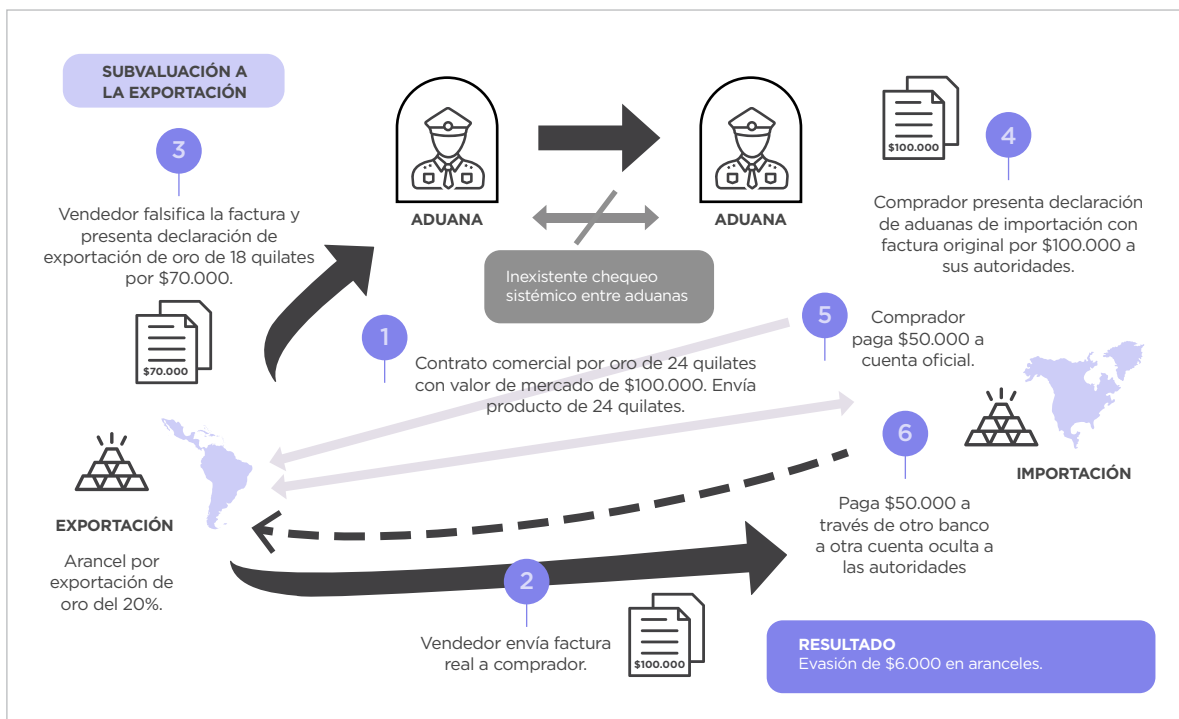 SUBVALUACIÓN A
LA EXPORTACIÓN
3
Vendedor falsifica la factura y
presenta declaración de
exportación de oro de 18 quilates
por $70.000.
$70.000
ADUANA
ADUANA
Inexistente chequeo
sistémico entre aduanas
$100.000
4
Comprador presenta declaración
de aduanas de importación con
factura original por $100.000 a
sus autoridades.
1
Contrato comercial por oro de 24 quilates
con valor de mercado de $100.000. Envía
producto de 24 quilates.
5
Comprador
paga $50.000 a
cuenta oficial.
EXPORTACIÓN
Arancel por
exportación de
oro del 20%.
IMPORTACIÓN
6
Paga $50.000 a
través de otro banco
a otra cuenta oculta a
las autoridades
2
Vendedor envía factura
real a comprador.
$100.000
RESULTADO
Evasión de $6.000 en aranceles.